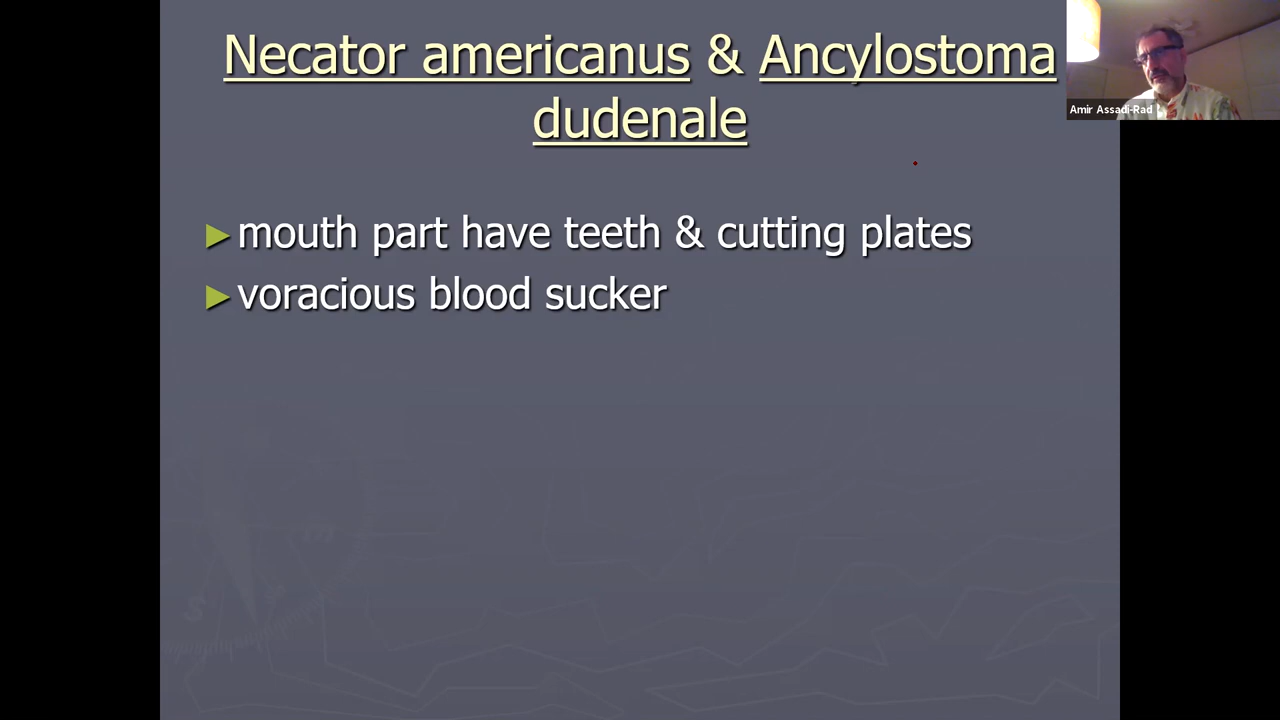 Necator americanus & Ancylostoma
dudenale
Amir Assadi-Rad
mouth part have teeth & cutting plates
voracious blood sucker